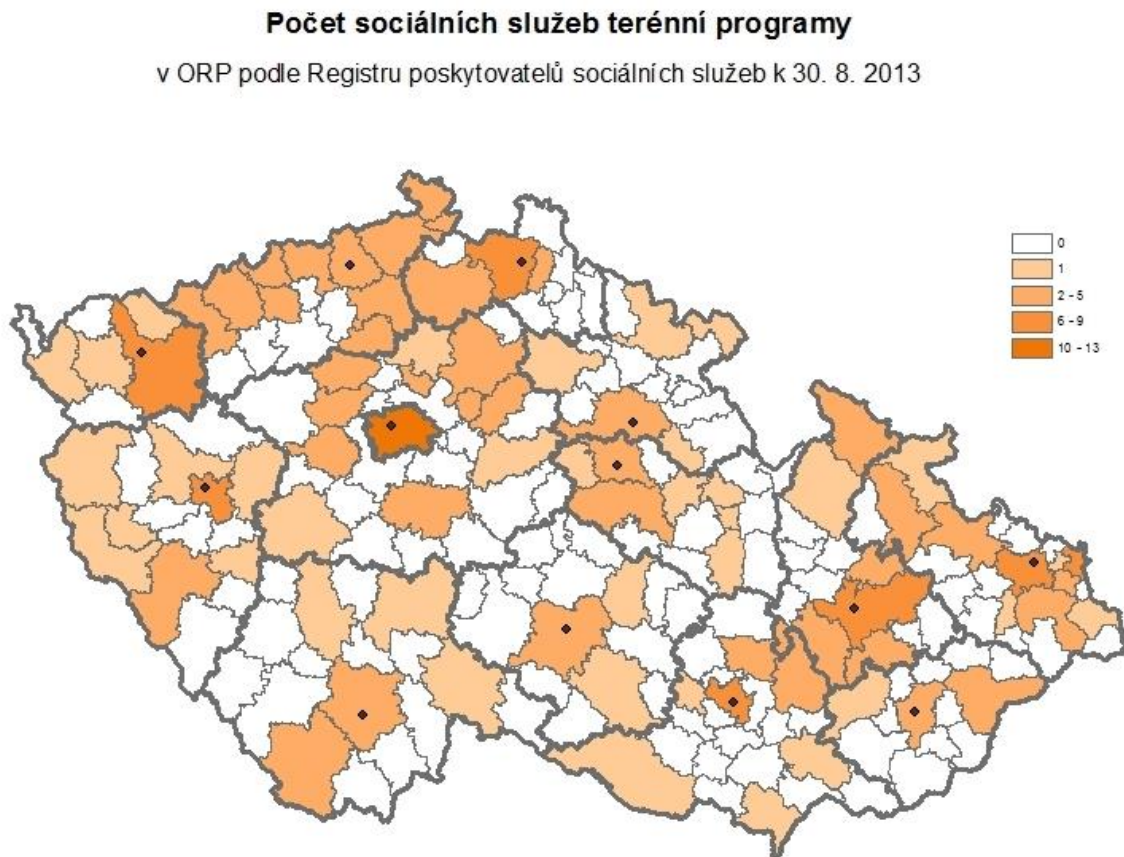 Počet sociálních služeb terénní programy
v ORP podle Registru poskytovatelů sociálních služeb k 30. 8. 2013
0
1
2 - 5
6 - 9
10 - 13